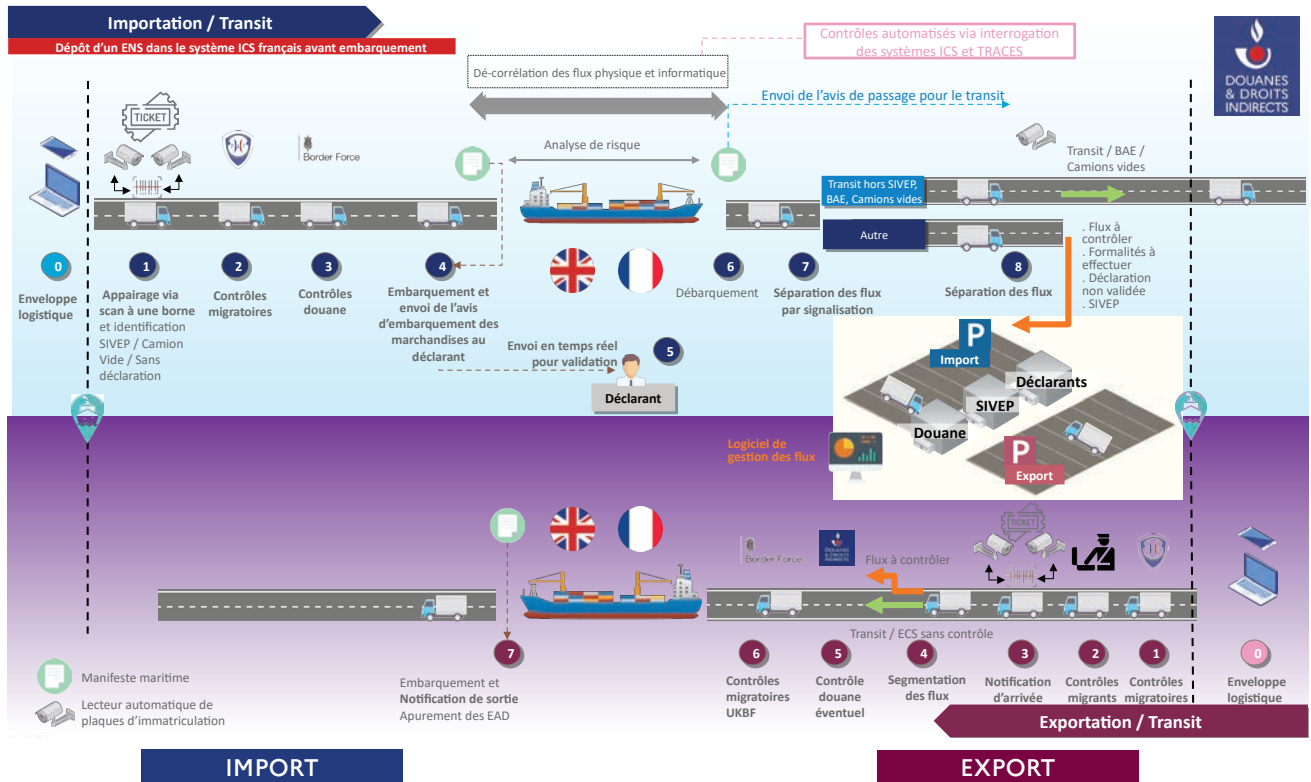 Importation / Transit
Dépôt d’un ENS dans le système ICS français avant embarquement
Contrôles automatisés via interrogation
des systèmes ICS et TRACES
DOUANES
& DROITS
INDIRECTS
Dé-corrélation des flux physique et informatique
Envoi de l’avis de passage pour le transit
TICKET
Border Force
Analyse de risque
Transit / BAE /
Camions vides
Transit hors SIVEP,
BAE, Camions vides
Autre
. Flux à
contrôler
. Formalités à
effectuer
. Déclaration
non validée
. SIVEP
0
Enveloppe
logistique
1
Appairage via
scan à une borne
et identification
SIVEP / Camion
Vide / Sans
déclaration
2
Contrôles
migratoires
3
Contrôles
douane
4
Embarquement et
envoi de l’avis
d’embarquement des
marchandises au
déclarant
Envoi en temps réel
pour validation
5
Déclarant
6
Débarquement
7
Séparation des flux
par signalisation
8
Séparation des flux
P
Import
Déclarants
SIVEP
Douane
P
Export
Logiciel de
gestion des flux
Border Force
DOUANES
& DROITS
INDIRECTS
Flux à contrôler
TICKET
Transit / ECS sans contrôle
7
Embarquement et
Notification de sortie
Apurement des EAD
6
Contrôles
migratoires
UKBF
5
Contrôle
douane
éventuel
4
Segmentation
des flux
3
Notification
d’arrivée
2
Contrôles
migrants
1
Contrôles
migratoires
0
Enveloppe
logistique
Manifeste maritime
Lecteur automatique de
plaques d’immatriculation
Exportation / Transit
IMPORT
EXPORT